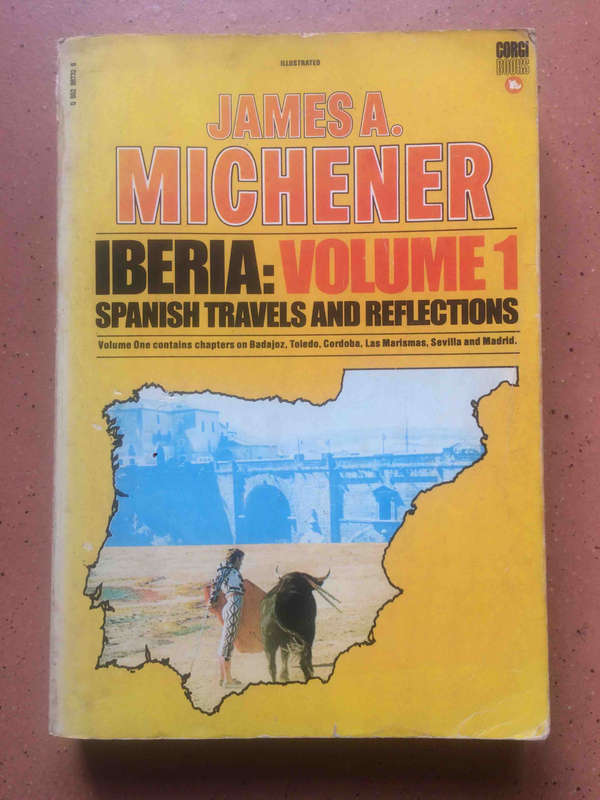 ILLUSTRATED
CORGI
BOOKS
JAMES A.
MICHENER
IBERIA: VOLUME 1
SPANISH TRAVELS AND REFLECTIONS
Volume One contains chapters on Badajoz, Toledo, Cordoba, Las Marismas, Sevilla and Madrid.